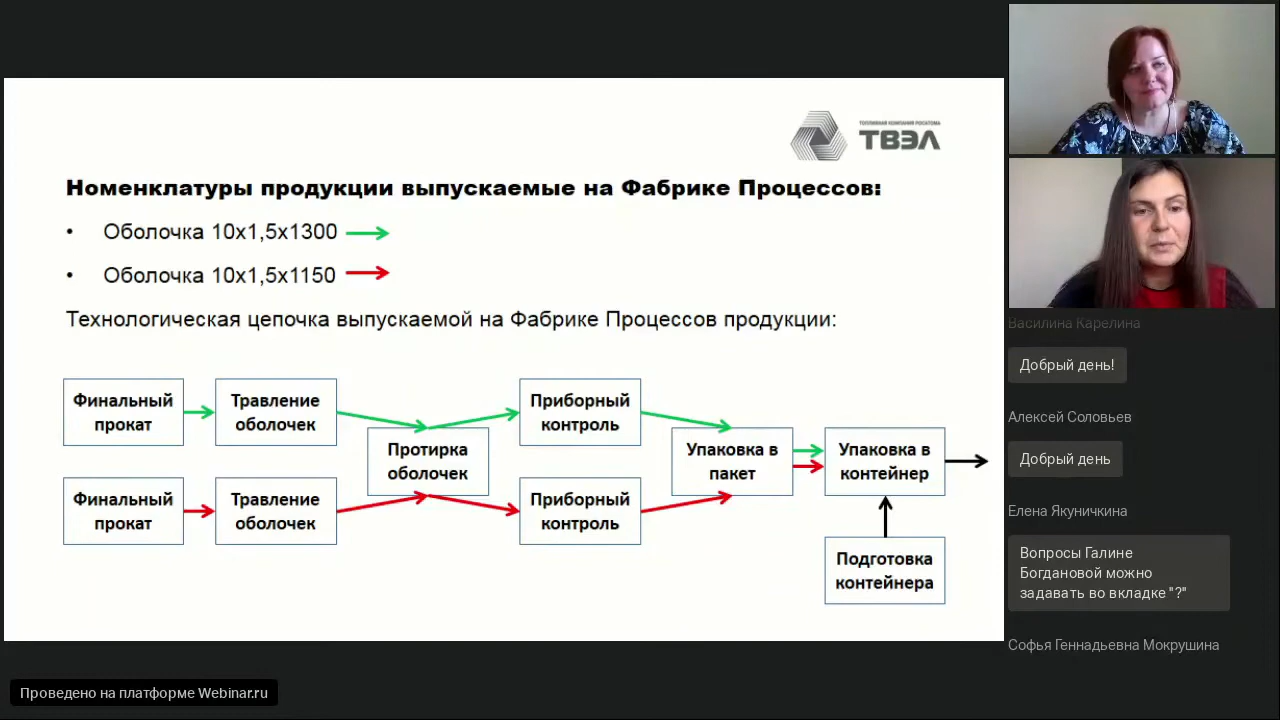 ТОПЛИВНАЯ КОМПАНИЯ РОСАТОМА
ТВЭЛ
Номенклатуры продукции выпускаемые на Фабрике Процессов:
• Оболочка 10х1,5х1300
• Оболочка 10х1,5х1150
Технологическая цепочка выпускаемой на Фабрике Процессов продукции:
Финальный
прокат
Травление
оболочек
Протирка
оболочек
Приборный
контроль
Упаковка в
пакет
Упаковка в
контейнер
Финальный
прокат
Травление
оболочек
Приборный
контроль
Подготовка
контейнера
Василина Карелина
Добрый день!
Алексей Соловьев
Добрый день
Елена Якуничкина
Вопросы Галине
Богдановой можно
задавать во вкладке "?"
Софья Геннадьевна Мокрушина
Проведено на платформе Webinar.ru